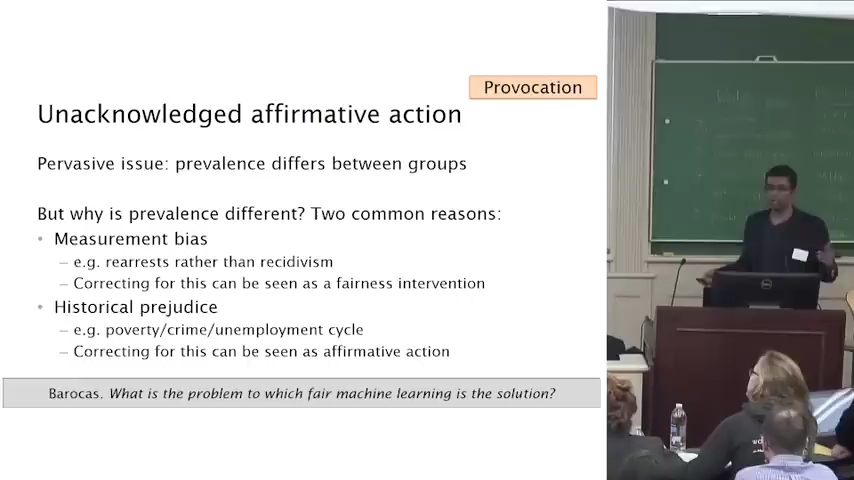 Provocation
Unacknowledged affirmative action
Pervasive issue: prevalence differs between groups
But why is prevalence different? Two common reasons:
• Measurement bias
– e.g. rearrests rather than recidivism
– Correcting for this can be seen as a fairness intervention
• Historical prejudice
– e.g. poverty/crime/unemployment cycle
– Correcting for this can be seen as affirmative action
Barocas. What is the problem to which fair machine learning is the solution?